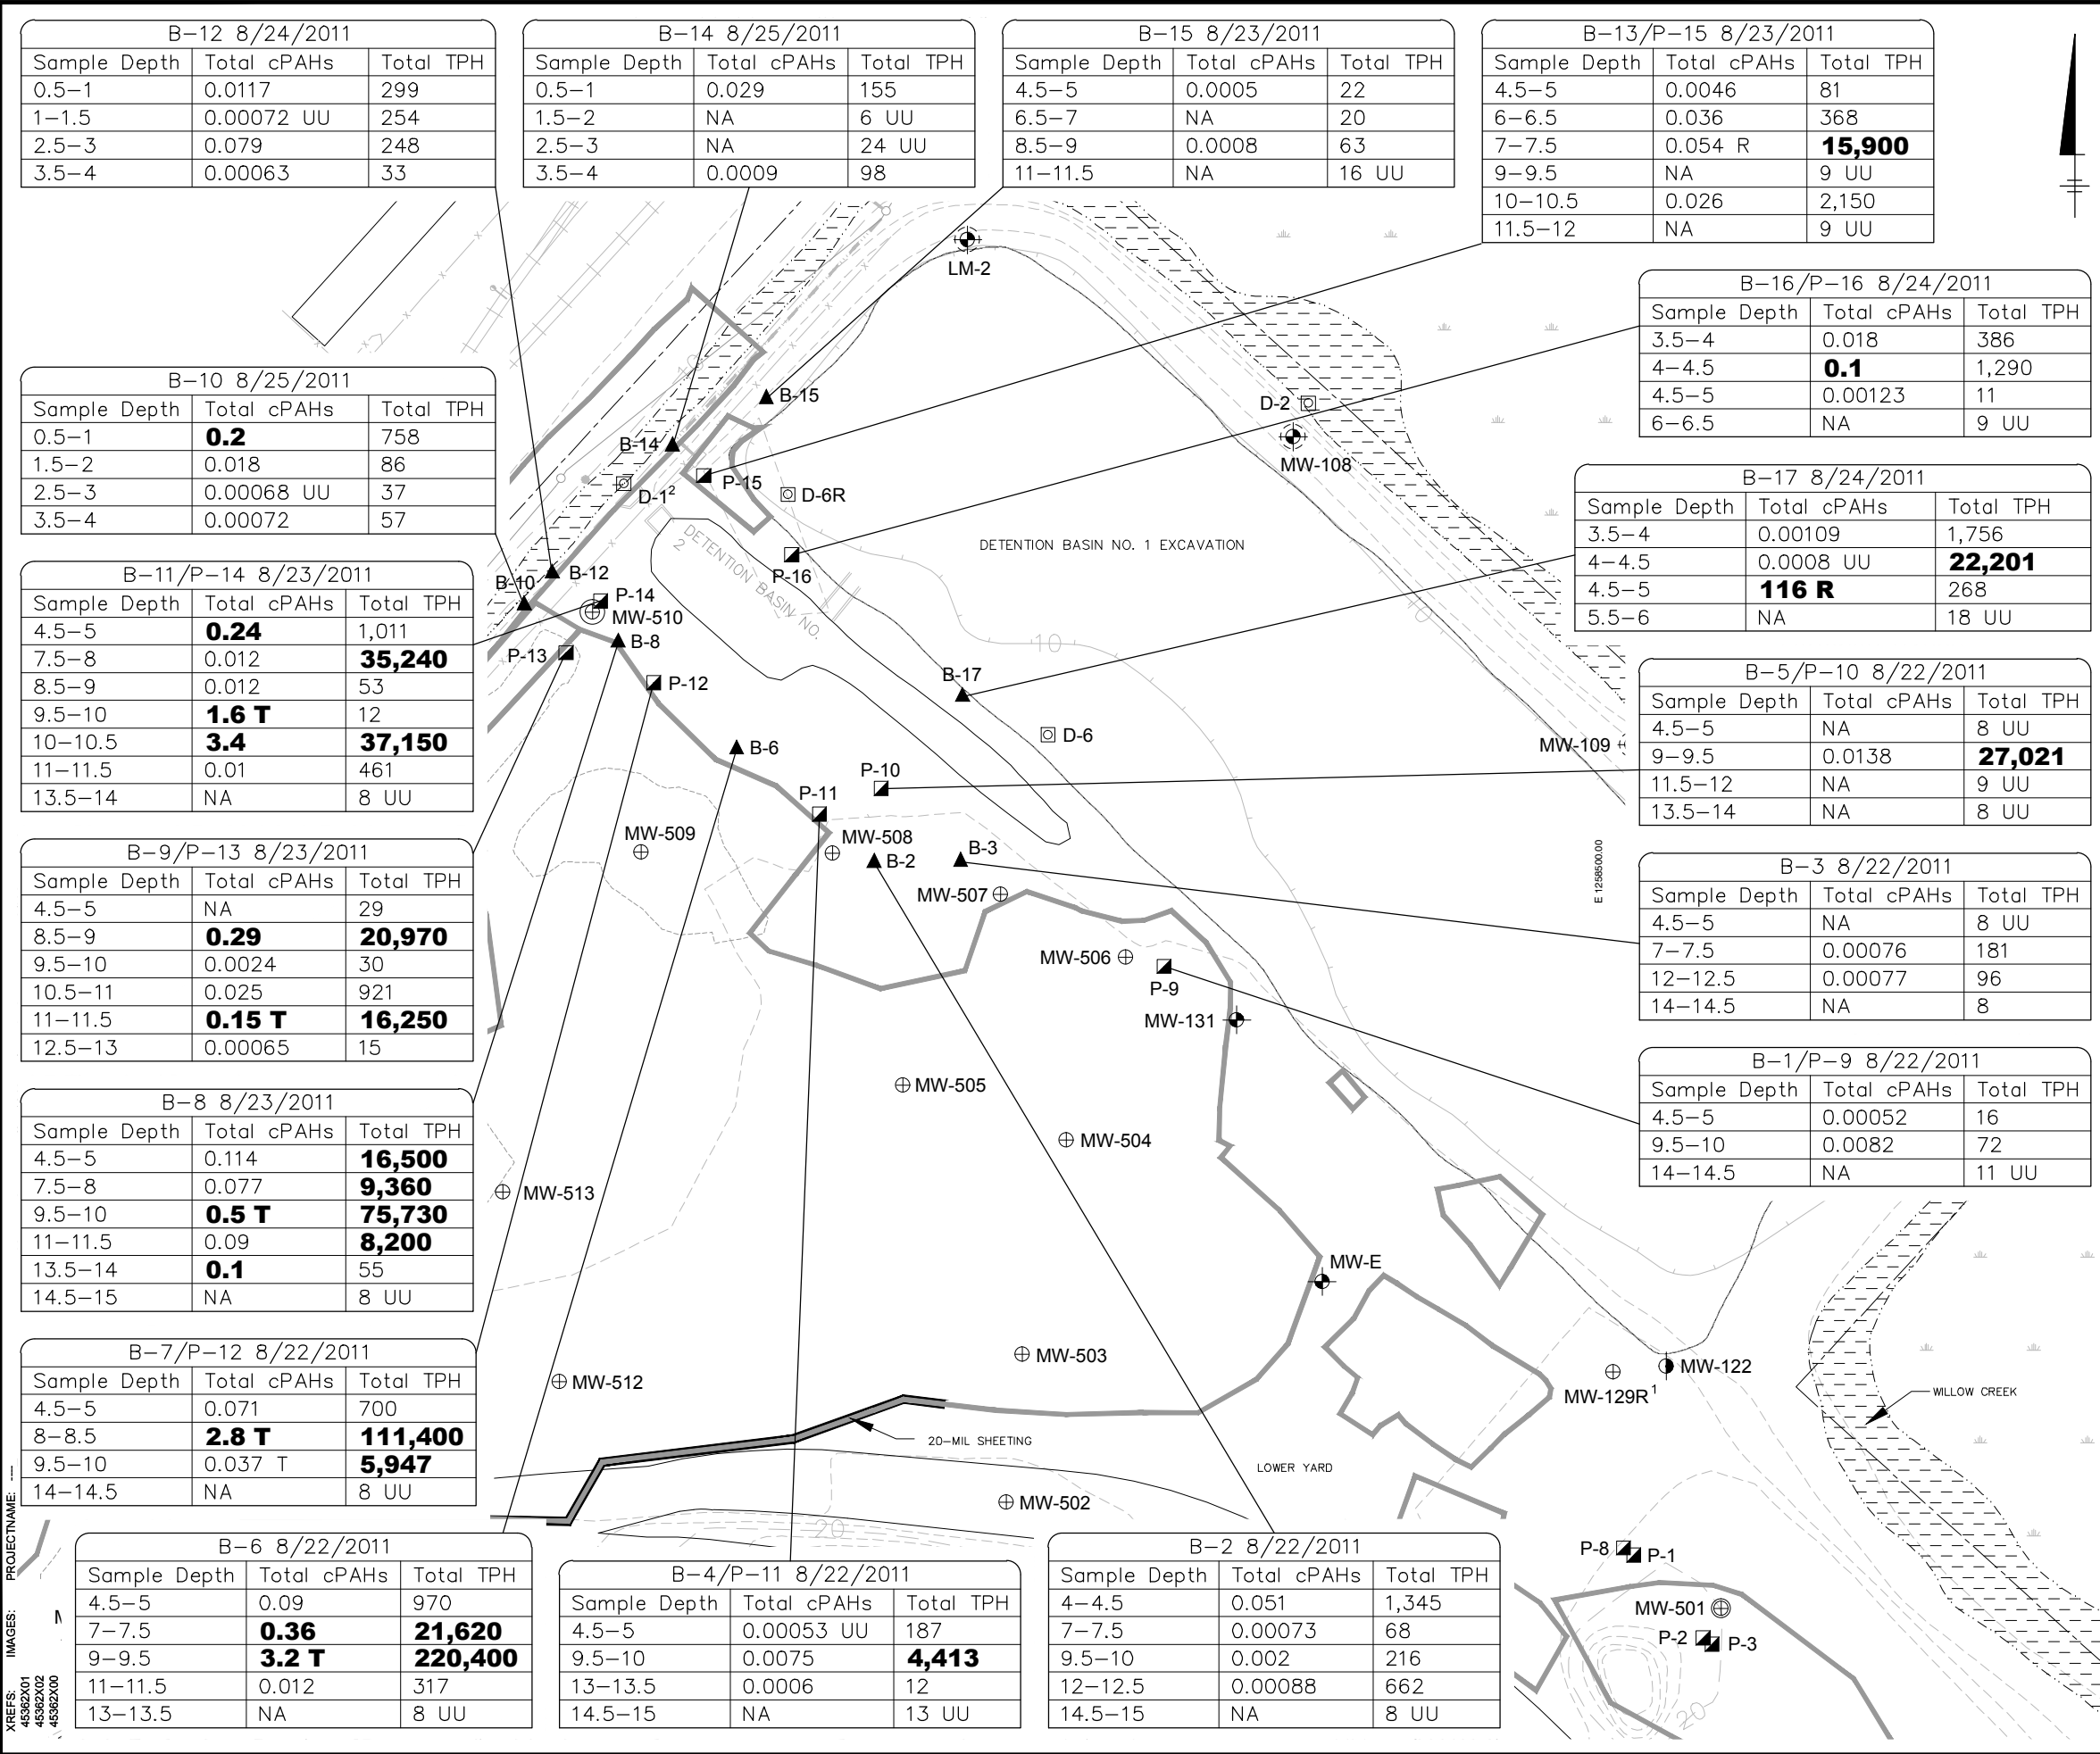 B-12 8/24/2011
Sample Depth Total cPAHs Total TPH
0.5-1 0.0117 299
1-1.5 0.00072 UU 254
2.5-3 0.079 248
3.5-4 0.00063 33
B-14 8/25/2011
Sample Depth Total cPAHs Total TPH
0.5-1 0.029 155
1.5-2 NA 6 UU
2.5-3 NA 24 UU
3.5-4 0.0009 98
B-15 8/23/2011
Sample Depth Total cPAHs Total TPH
4.5-5 0.0005 22
6.5-7 NA 20
8.5-9 0.0008 63
11-11.5 NA 16 UU
B-13/P-15 8/23/2011
Sample Depth Total cPAHs Total TPH
4.5-5 0.0046 81
6-6.5 0.036 368
7-7.5 0.054 R 15,900
9-9.5 NA 9 UU
10-10.5 0.026 2,150
11.5-12 NA 9 UU
B-16/P-16 8/24/2011
Sample Depth Total cPAHs Total TPH
3.5-4 0.018 386
4-4.5 0.1 1,290
4.5-5 0.00123 11
6-6.5 NA 9 UU
B-10 8/25/2011
Sample Depth Total cPAHs Total TPH
0.5-1 0.2 758
1.5-2 0.018 86
2.5-3 0.00068 UU 37
3.5-4 0.00072 57
B-17 8/24/2011
Sample Depth Total cPAHs Total TPH
3.5-4 0.00109 1,756
4-4.5 0.0008 UU 22,201
4.5-5 116 R 268
5.5-6 NA 18 UU
B-11/P-14 8/23/2011
Sample Depth Total cPAHs Total TPH
4.5-5 0.24 1,011
7.5-8 0.012 35,240
8.5-9 0.012 53
9.5-10 1.6 T 12
10-10.5 3.4 37,150
11-11.5 0.01 461
13.5-14 NA 8 UU
B-5/P-10 8/22/2011
Sample Depth Total cPAHs Total TPH
4.5-5 NA 8 UU
9-9.5 0.0138 27,021
11.5-12 NA 9 UU
13.5-14 NA 8 UU
B-9/P-13 8/23/2011
Sample Depth Total cPAHs Total TPH
4.5-5 NA 29
8.5-9 0.29 20,970
9.5-10 0.0024 30
10.5-11 0.025 921
11-11.5 0.15 T 16,250
12.5-13 0.00065 15
B-3 8/22/2011
Sample Depth Total cPAHs Total TPH
4.5-5 NA 8 UU
7-7.5 0.00076 181
12-12.5 0.00077 96
14-14.5 NA 8
B-1/P-9 8/22/2011
Sample Depth Total cPAHs Total TPH
4.5-5 0.00052 16
9.5-10 0.0082 72
14-14.5 NA 11 UU
B-8 8/23/2011
Sample Depth Total cPAHs Total TPH
4.5-5 0.114 16,500
7.5-8 0.077 9,360
9.5-10 0.5 T 75,730
11-11.5 0.09 8,200
13.5-14 0.1 55
14.5-15 NA 8 UU
B-7/P-12 8/22/2011
Sample Depth Total cPAHs Total TPH
4.5-5 0.071 700
8-8.5 2.8 T 111,400
9.5-10 0.037 T 5,947
14-14.5 NA 8 UU
B-6 8/22/2011
Sample Depth Total cPAHs Total TPH
4.5-5 0.09 970
7-7.5 0.36 21,620
9-9.5 3.2 T 220,400
11-11.5 0.012 317
13-13.5 NA 8 UU
B-4/P-11 8/22/2011
Sample Depth Total cPAHs Total TPH
4.5-5 0.00053 UU 187
9.5-10 0.0075 4,413
13-13.5 0.0006 12
14.5-15 NA 13 UU
B-2 8/22/2011
Sample Depth Total cPAHs Total TPH
4-4.5 0.051 1,345
7-7.5 0.00073 68
9.5-10 0.002 216
12-12.5 0.00088 662
14.5-15 NA 8 UU
LM-2
B-15
D-2
MW-108
B-14
P-15
D-1²
D-6R
DETENTION BASIN NO. 1 EXCAVATION
DETENTION BASIN NO.
2
P-16
B-12
B-10
P-14
MW-510
B-8
P-13
P-12
10
10
B-17
D-6
MW-109
B-6
P-10
P-11
MW-509
MW-508
B-2
B-3
MW-507
E 1258500.00
MW-506
P-9
MW-131
MW-505
MW-504
MW-513
MW-E
MW-503
MW-512
MW-122
MW-129R¹
WILLOW CREEK
20-MIL SHEETING
LOWER YARD
MW-502
20
P-8
P-1
MW-501
P-2
P-3
20
PROJECTNAME: ----
IMAGES:
XREFS:
45362X01
45362X02
45362X00